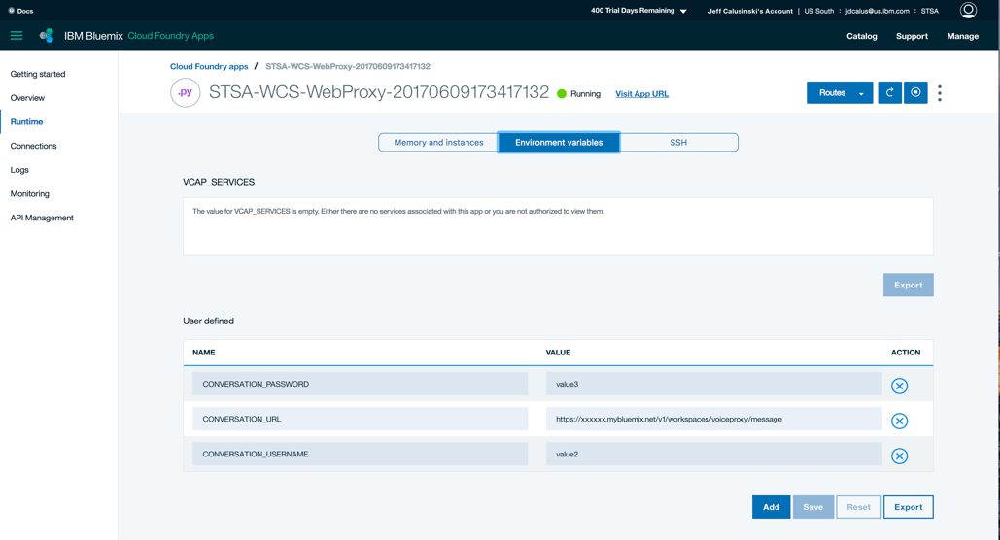 Docs
400 Trial Days Remaining
Jeff Calusinski's Account | US South : jdcalus@us.ibm.com : STSA
IBM Bluemix Cloud Foundry Apps
Catalog Support Manage
Getting started
Overview
Runtime
Connections
Logs
Monitoring
API Management
Cloud Foundry apps / STSA-WCS-WebProxy-20170609173417132
.py STSA-WCS-WebProxy-20170609173417132 Running View App URL
Routes
Memory and instances Environment variables SSH
VCAP_SERVICES
The value for VCAP_SERVICES is empty. Either there are no services associated with this app or you are not authorized to view them.
Export
User defined
NAME VALUE ACTION
CONVERSATION_PASSWORD value3
CONVERSATION_URL https://xxxxxx.mybluemix.net/v1/workspaces/voiceproxy/message
CONVERSATION_USERNAME value2
Add Save Reset Export